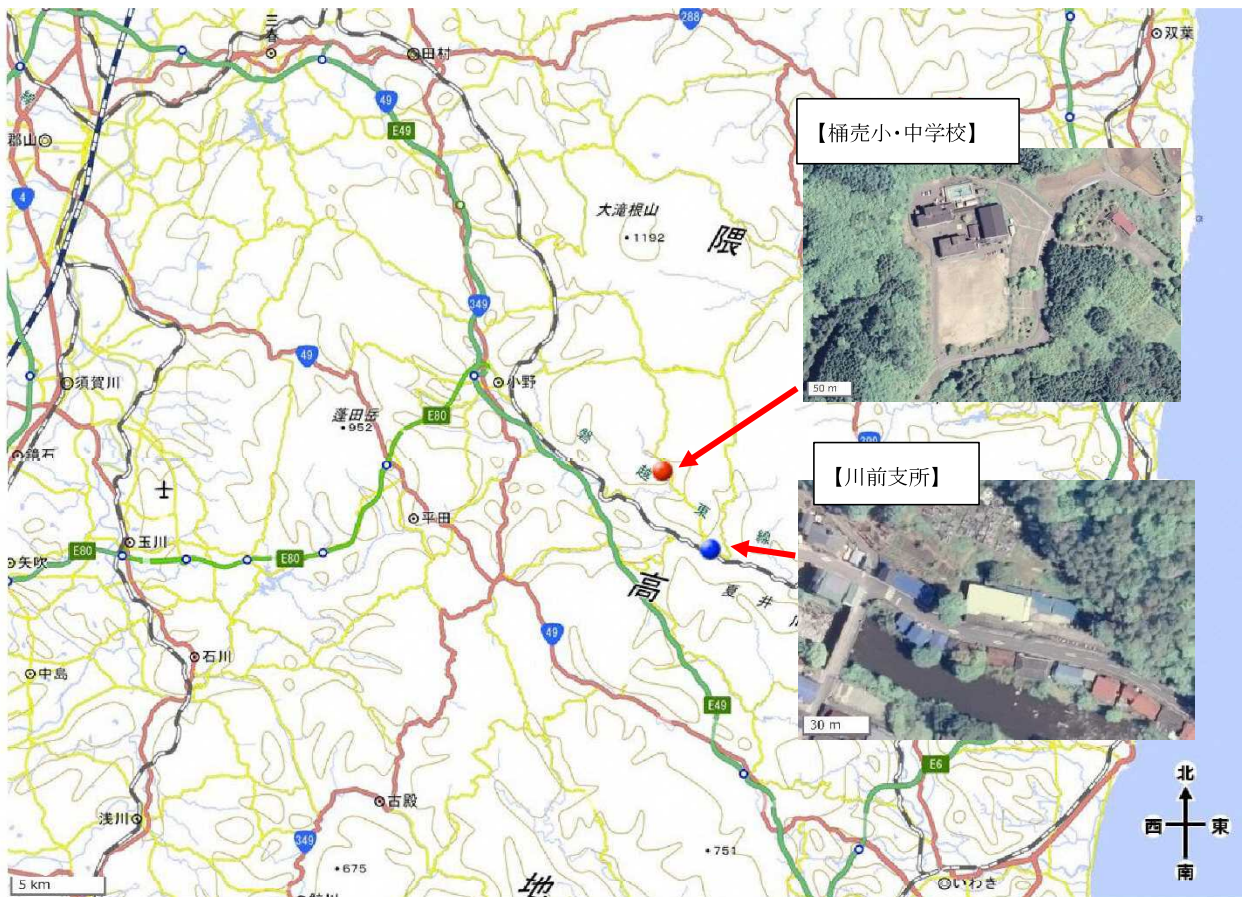 288
三春
田村
双葉
49
E49
郡山
【桶売小・中学校】
4
大滝根山
・1192
隈
349
49
須賀川
蓬田岳
・952
E80
小野
50 m
鏡石
磐
越
東
線
【川前支所】
平田
玉川
矢吹
E80
E80
高
夏井川
49
石川
中島
30 m
E49
E6
北
西
東
南
古殿
浅川
349
・675
・751
地
いわき
5 km